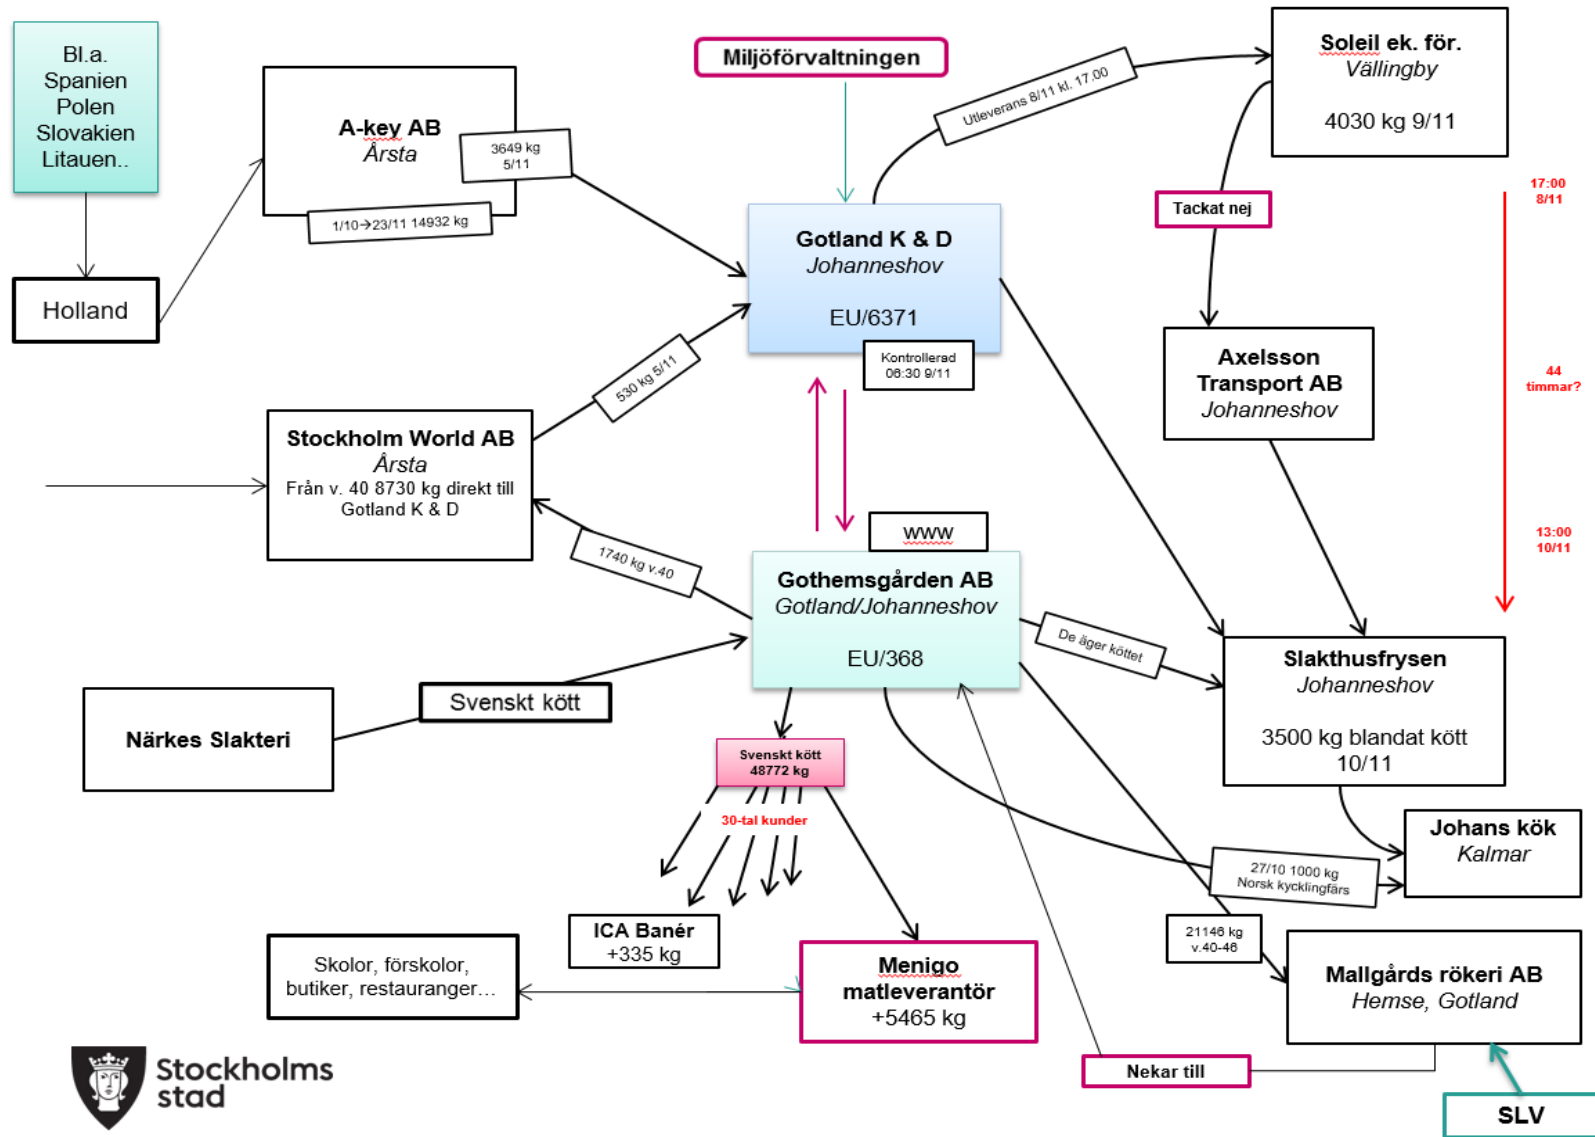 Bl.a.
Spanien
Polen
Slovakien
Litauen..
Holland
A-key AB
Årsta
3649 kg
5/11
1/10→23/11 14932 kg
Miljöförvaltningen
Utleverans 8/11 kl. 17.00
Soleil ek. för.
Vällingby
4030 kg 9/11
Tackat nej
17:00
8/11
Gotland K & D
Johanneshov
EU/6371
Kontrollerad
06:30 9/11
530 kg 5/11
Axelsson
Transport AB
Johanneshov
44
timmar?
13:00
10/11
Stockholm World AB
Årsta
Från v. 40 8730 kg direkt till
Gotland K & D
1740 kg v.40
www
Gothemsgården AB
Gotland/Johanneshov
EU/368
De äger köttet
Slakthusfrysen
Johanneshov
3500 kg blandat kött
10/11
Närkes Slakteri
Svenskt kött
Svenskt kött
48772 kg
30-tal kunder
Johans kök
Kalmar
27/10 1000 kg
Norsk kycklingfärs
ICA Banér
+335 kg
21146 kg
v.40-46
Skolor, förskolor,
butiker, restauranger...
Menigo
matleverantör
+5465 kg
Mallgårds rökeri AB
Hemse, Gotland
Nekar till
SLV
Stockholms
stad